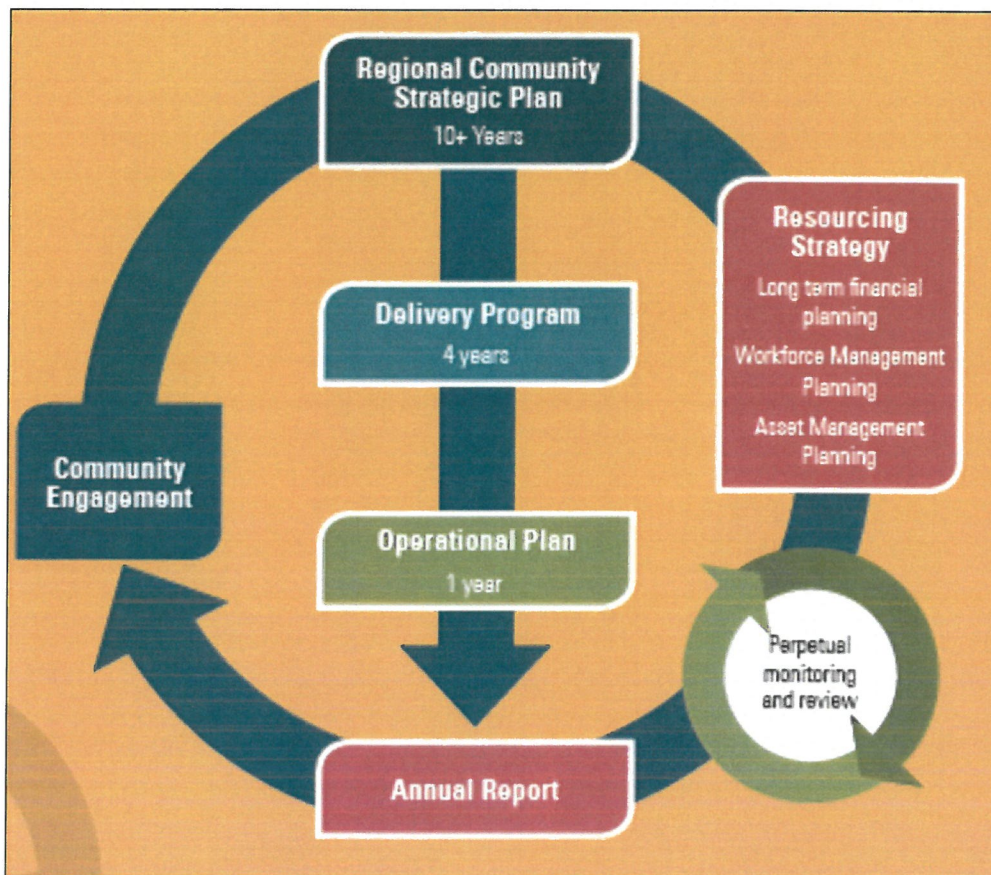 Regional Community
Strategic Plan
10+ Years
Resourcing
Strategy
Long term financial
planning
Workforce Management
Planning
Asset Management
Planning
Delivery Program
4 years
Community
Engagement
Operational Plan
1 year
Perpetual
monitoring
and review
Annual Report